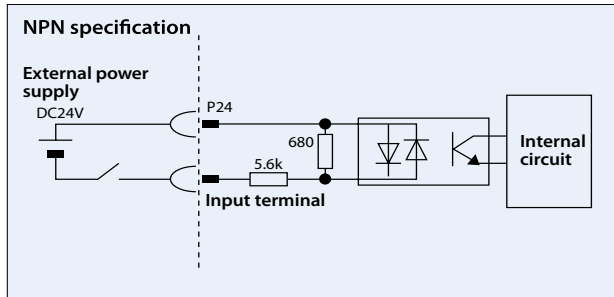 NPN specification
External power
supply
DC24V
P24
680
5.6k
Input terminal
Internal
circuit